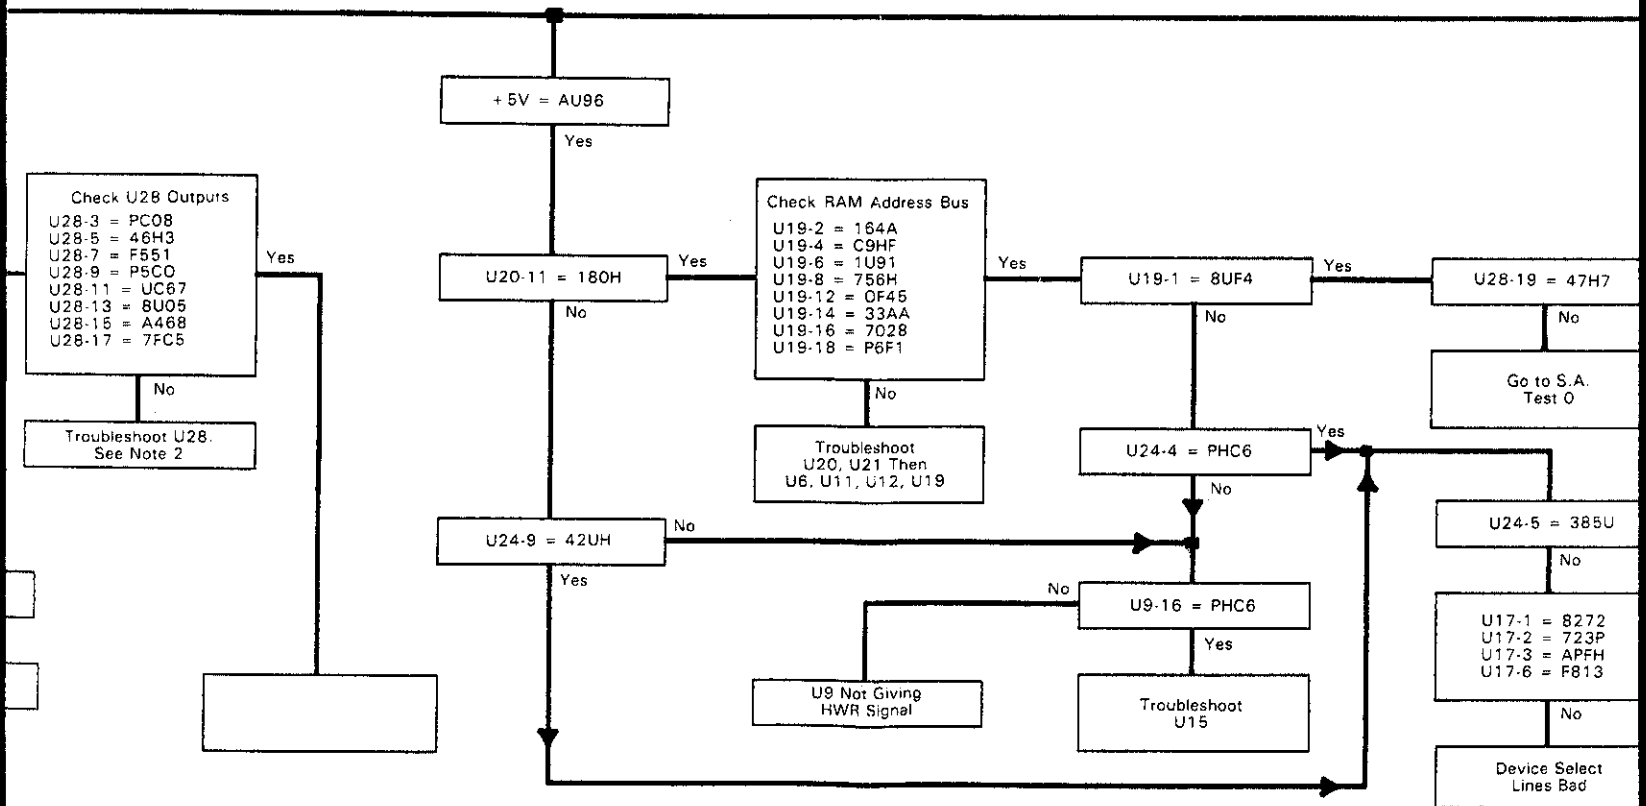 +5V = AU96
Yes
Check U28 Outputs
U28-3 = PC08
U28-5 = 46H3
U28-7 = F551
U28-9 = P5CO
U28-11 = UC67
U28-13 = 8U05
U28-15 = A468
U28-17 = 7FC5
Yes
No
Troubleshoot U28.
See Note 2
U20-11 = 180H
Yes
No
Check RAM Address Bus
U19-2 = 164A
U19-4 = C9HF
U19-6 = 1U91
U19-8 = 756H
U19-12 = OF45
U19-14 = 33AA
U19-16 = 7028
U19-18 = P6F1
Yes
No
Troubleshoot
U20, U21 Then
U6, U11, U12, U19
U19-1 = 8UF4
Yes
No
U28-19 = 47H7
No
Go to S.A.
Test 0
U24-4 = PHC6
Yes
No
U24-9 = 42UH
No
Yes
U24-5 = 385U
No
U9-16 = PHC6
No
Yes
U9 Not Giving
HWR Signal
Troubleshoot
U15
U17-1 = 8272
U17-2 = 723P
U17-3 = APFH
U17-6 = F813
No
Device Select
Lines Bad